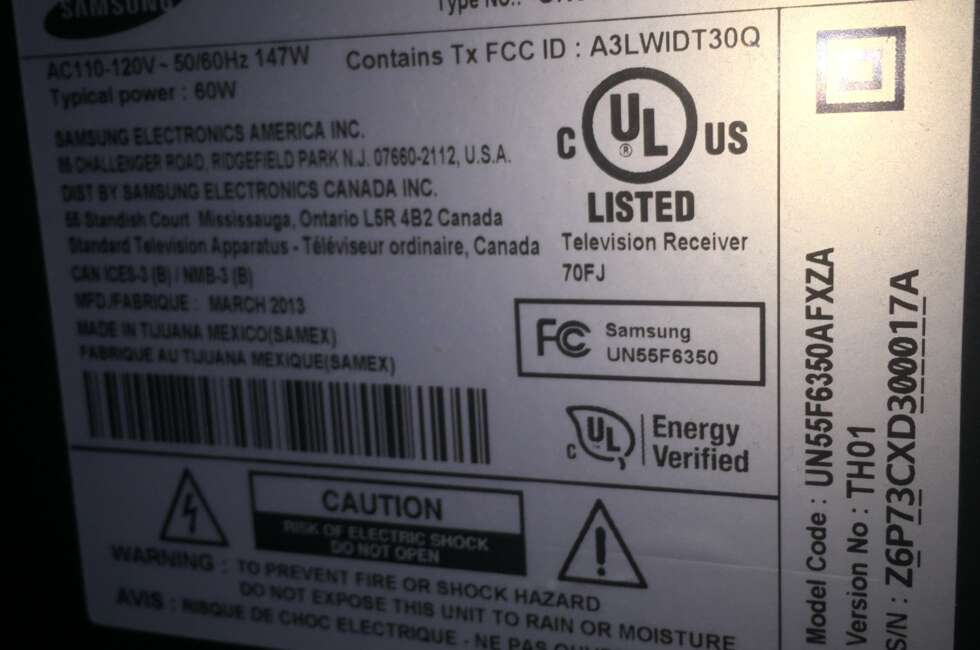 SAMSUNG
Type No.:
AC110-120V ~ 50/60Hz 147W
Contains Tx FCC ID : A3LWIDT30Q
Typical power : 60W
SAMSUNG ELECTRONICS AMERICA INC.
CHALLENGER ROAD, RIDGEFIELD PARK N.J. 07660-2112, U.S.A.
DIST BY SAMSUNG ELECTRONICS CANADA INC.
55 Standish Court Mississauga, Ontario L5R 4B2 Canada
Standard Television Apparatus - Téléviseur ordinaire, Canada
CAN ICES-3 (B) / NMB-3 (B)
MFD./FABRIQUE : MARCH 2013
MADE IN TIJUANA MEXICO(SAMEX)
FABRIQUE AU TIJUANA MEXIQUE(SAMEX)
C UL ® US
LISTED
Television Receiver
70FJ
FC Samsung
UN55F6350
C UL Energy
Verified
CAUTION
RISK OF ELECTRIC SHOCK
DO NOT OPEN
WARNING : TO PREVENT FIRE OR SHOCK HAZARD
DO NOT EXPOSE THIS UNIT TO RAIN OR MOISTURE
AVIS : RISQUE DE CHOC ELECTRIQUE - NE PAS
Model Code : UN55F6350AFXZA
Version No : TH01
S/N : Z6P73CXD300017A